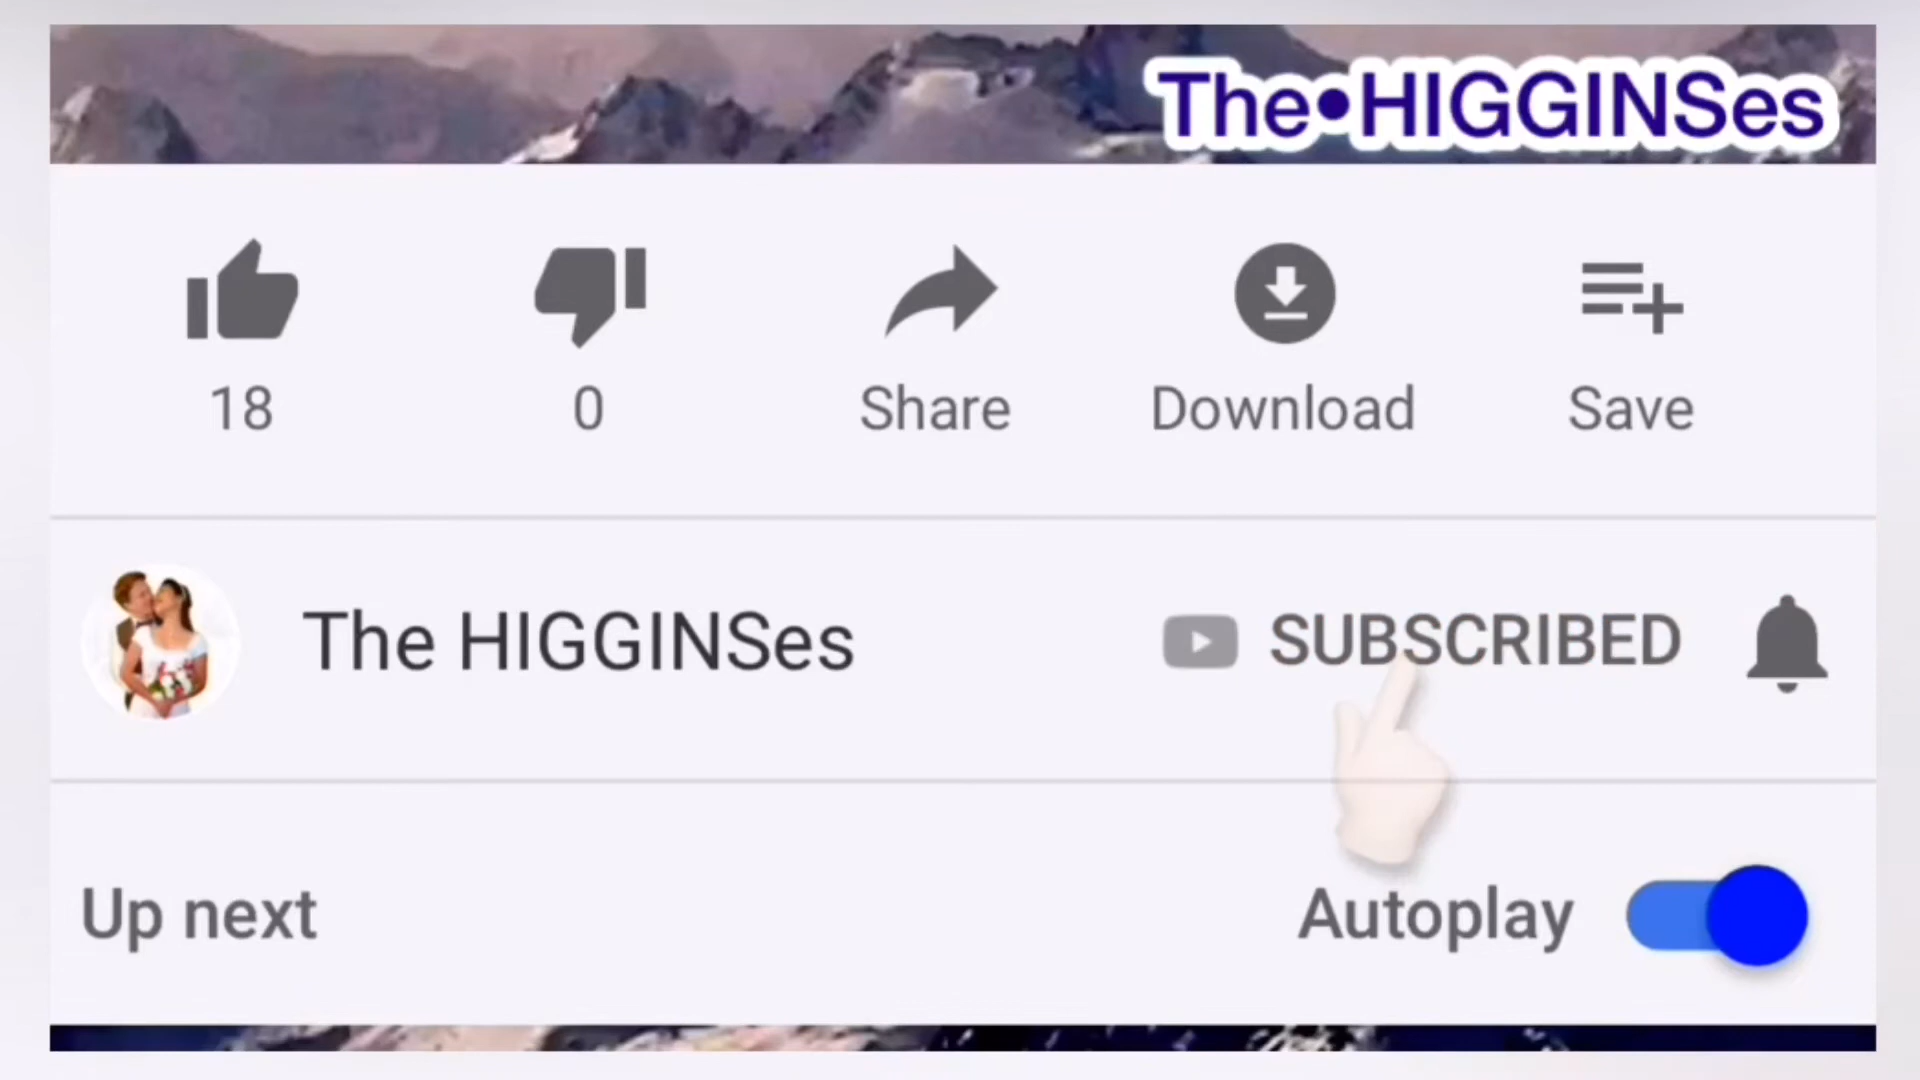 The•HIGGINSes
18
0
Share
Download
Save
The HIGGINSes
SUBSCRIBED
Up next
Autoplay